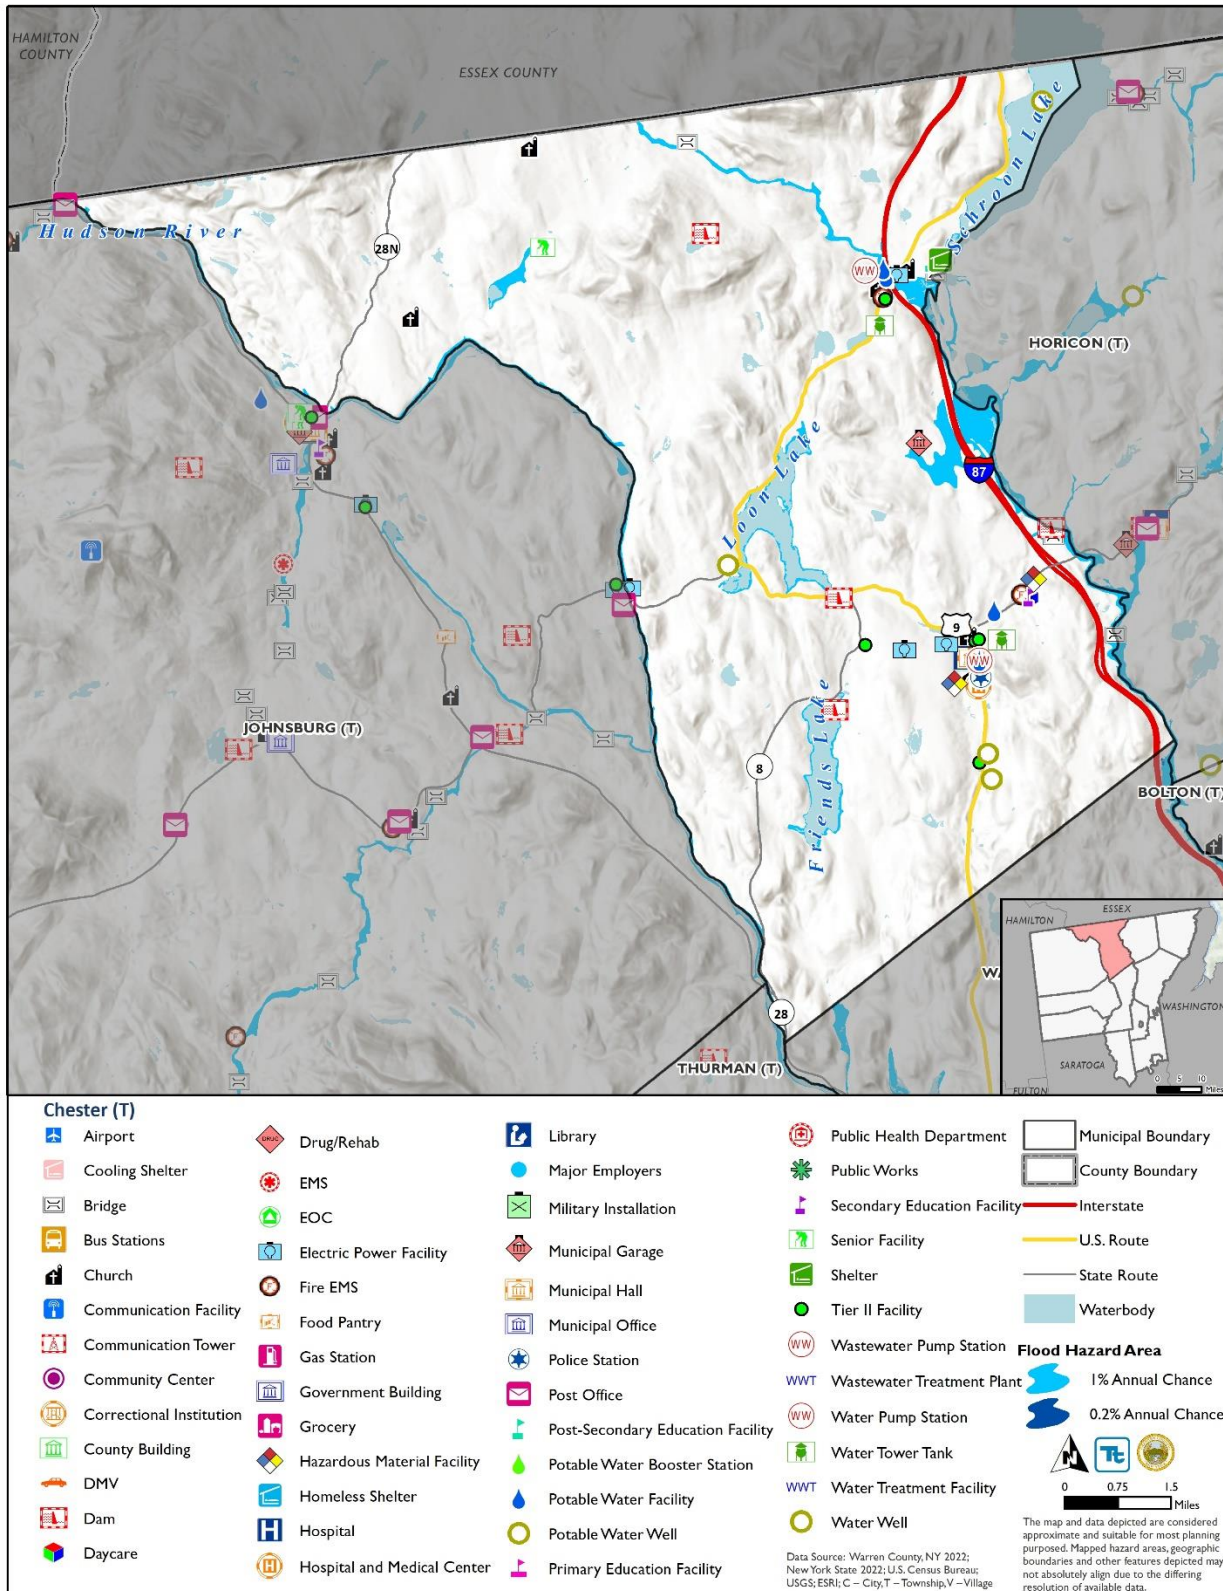 HAMILTON
COUNTY
ESSEX COUNTY
Schroon Lake
Hudson River
28N
HORICON (T)
Loon Lake
87
9
JOHNSBURG (T)
8
Friends Lake
BOLTON (T)
28
THURMAN (T)
ESSEX
HAMILTON
WASHINGTON
SARATOGA
FULTON
0 5 10
Miles
Chester (T)
Airport
Cooling Shelter
Bridge
Bus Stations
Church
Communication Facility
Communication Tower
Community Center
Correctional Institution
County Building
DMV
Dam
Daycare
DRUG Drug/Rehab
EMS
EOC
Electric Power Facility
F Fire EMS
Food Pantry
Gas Station
Government Building
Grocery
Hazardous Material Facility
Homeless Shelter
H Hospital
H Hospital and Medical Center
Library
Major Employers
Military Installation
Municipal Garage
Municipal Hall
Municipal Office
Police Station
Post Office
Post-Secondary Education Facility
Potable Water Booster Station
Potable Water Facility
Potable Water Well
Primary Education Facility
Public Health Department
Public Works
Secondary Education Facility
Senior Facility
Shelter
Tier II Facility
WW Wastewater Pump Station
WWT Wastewater Treatment Plant
WW Water Pump Station
Water Tower Tank
WWT Water Treatment Facility
Water Well
Data Source: Warren County, NY 2022;
New York State 2022; U.S. Census Bureau;
USGS; ESRI; C – City, T – Township, V – Village
Municipal Boundary
County Boundary
Interstate
U.S. Route
State Route
Waterbody
Flood Hazard Area
1% Annual Chance
0.2% Annual Chance
N Tt
0 0.75 1.5
Miles
The map and data depicted are considered
approximate and suitable for most planning
purposed. Mapped hazard areas, geographic
boundaries and other features depicted may
not absolutely align due to the differing
resolution of available data.